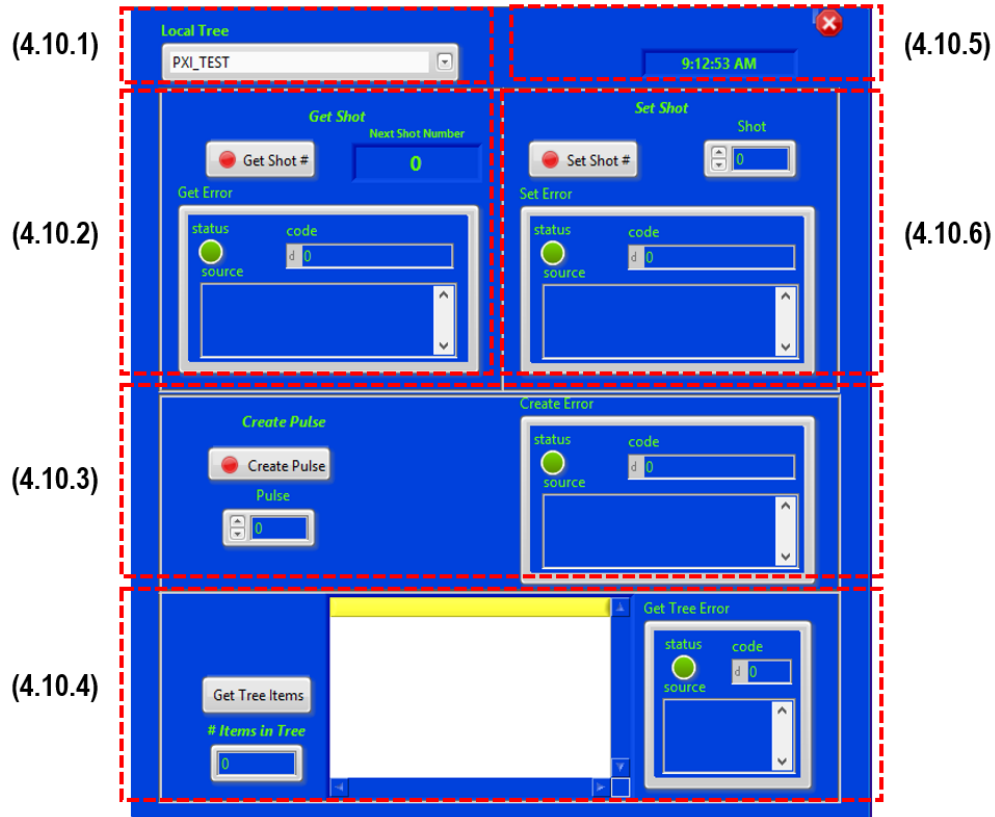 (4.10.1)
Local Tree
PXI_TEST
(4.10.5)
9:12:53 AM
(4.10.2)
Get Shot
Next Shot Number
Get Shot #
0
Get Error
status
code
d 0
source
(4.10.6)
Set Shot
Shot
Set Shot #
0
Set Error
status
code
d 0
source
(4.10.3)
Create Pulse
Create Pulse
Pulse
0
Create Error
status
code
d 0
source
(4.10.4)
Get Tree Items
# Items in Tree
0
Get Tree Error
status
code
d 0
source